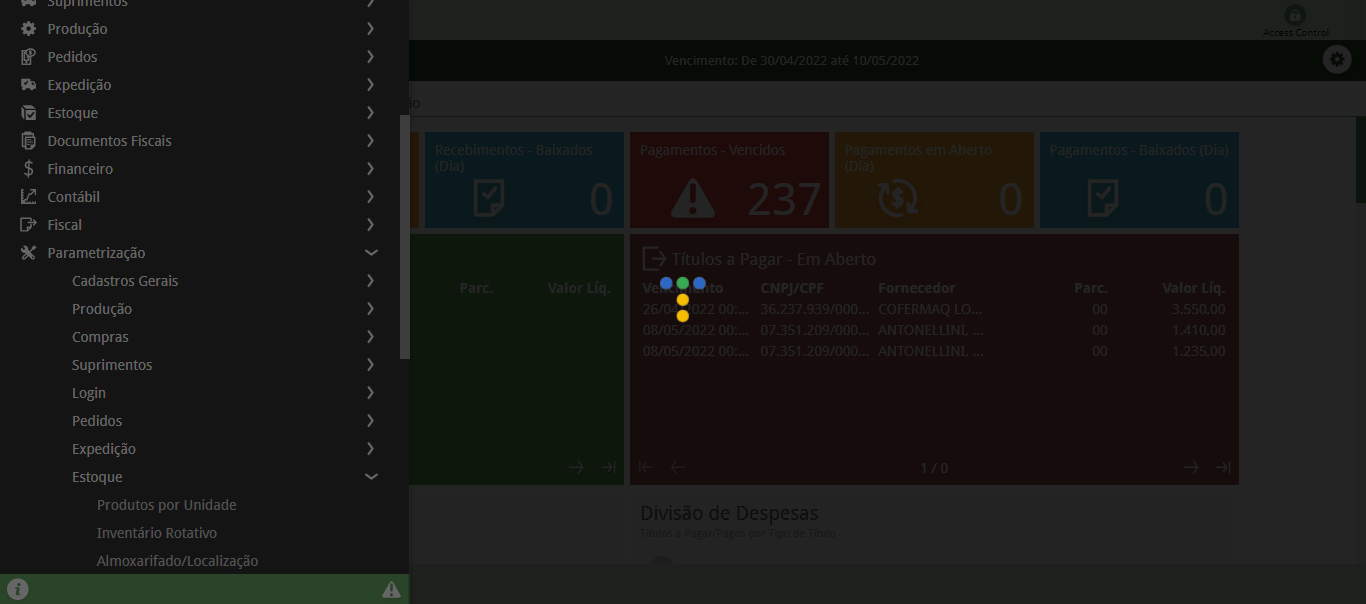 Suprimentos
Produção
Pedidos
Expedição
Estoque
Documentos Fiscais
Financeiro
Contábil
Fiscal
Parametrização
Cadastros Gerais
Produção
Compras
Suprimentos
Login
Pedidos
Expedição
Estoque
Produtos por Unidade
Inventário Rotativo
Almoxarifado/Localização
Access Control
Vencimento: De 30/04/2022 até 10/05/2022
Recebimentos - Baixados
(Dia)
0
Pagamentos - Vencidos
237
Pagamentos em Aberto
(Dia)
0
Pagamentos - Baixados (Dia)
0
Parc. Valor Líq.
Títulos a Pagar - Em Aberto
Vencimento CNPJ/CPF Fornecedor Parc. Valor Líq.
26/04/2022 00:... 36.237.939/000... COFERMAQ LO... 00 3.550,00
08/05/2022 00:... 07.351.209/000... ANTONELLINI, ... 00 1.410,00
08/05/2022 00:... 07.351.209/000... ANTONELLINI, ... 00 1.235,00
1 / 0
Divisão de Despesas
Títulos a Pagar/Pagos por Tipo de Título